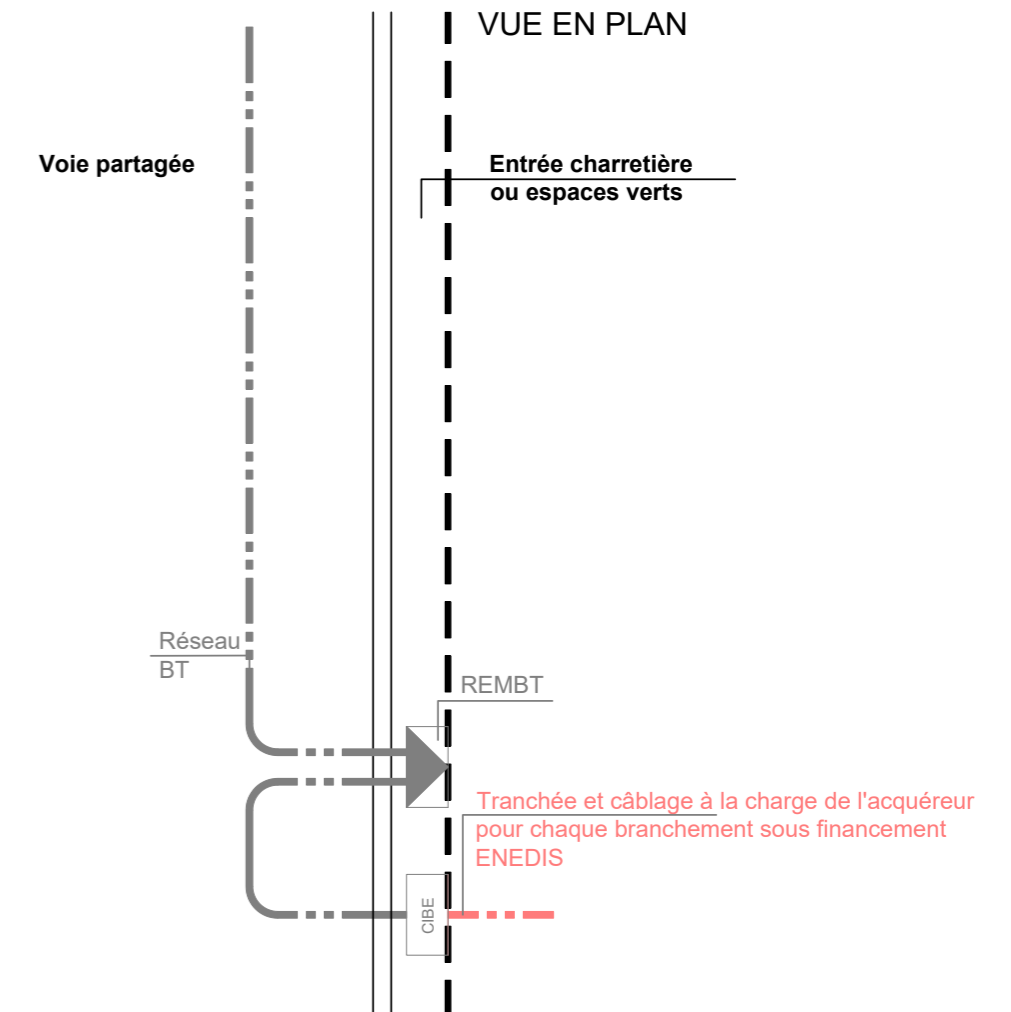 VUE EN PLAN
Voie partagée
Entrée charretière
ou espaces verts
Réseau
BT
REMBT
Tranchée et câblage à la charge de l'acquéreur
pour chaque branchement sous financement
ENEDIS
CIBE